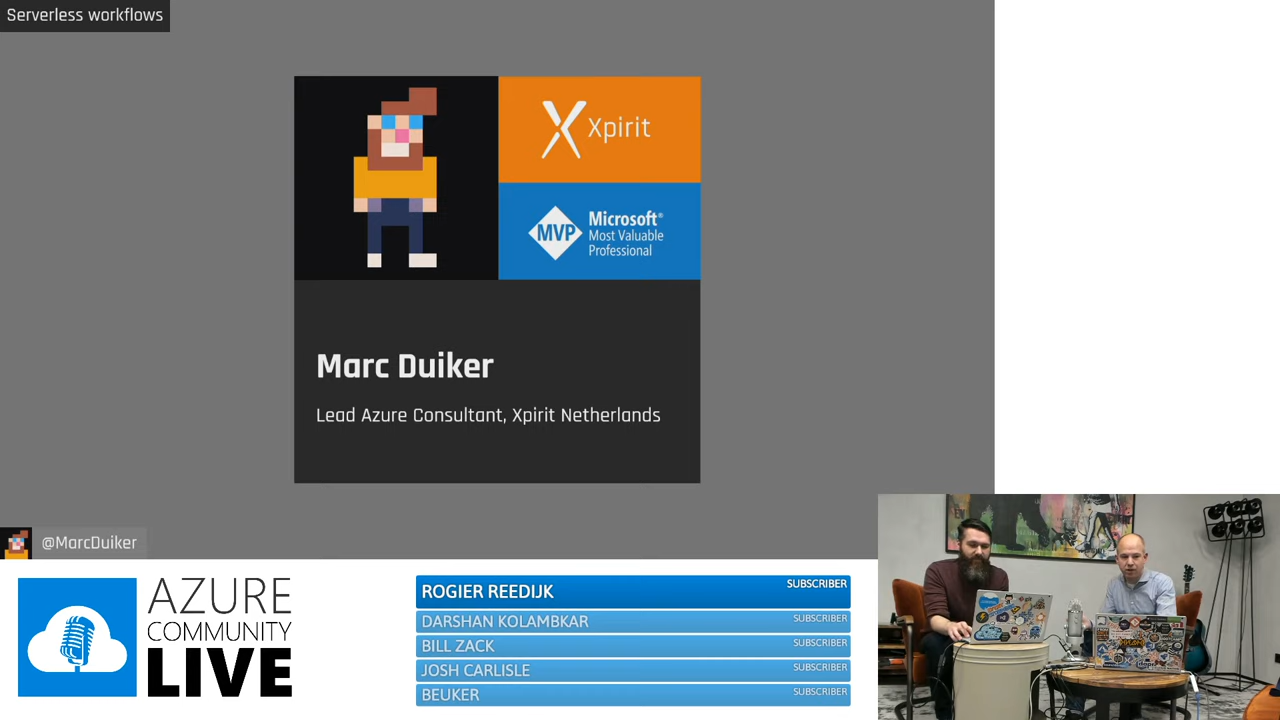 Serverless workflows
Xpirit
MVP
Microsoft®
Most Valuable
Professional
Marc Duiker
Lead Azure Consultant, Xpirit Netherlands
@MarcDuiker
AZURE
COMMUNITY
LIVE
ROGIER REEDIJK SUBSCRIBER
DARSHAN KOLAMBKAR SUBSCRIBER
BILL ZACK SUBSCRIBER
JOSH CARLISLE SUBSCRIBER
BEUKER SUBSCRIBER